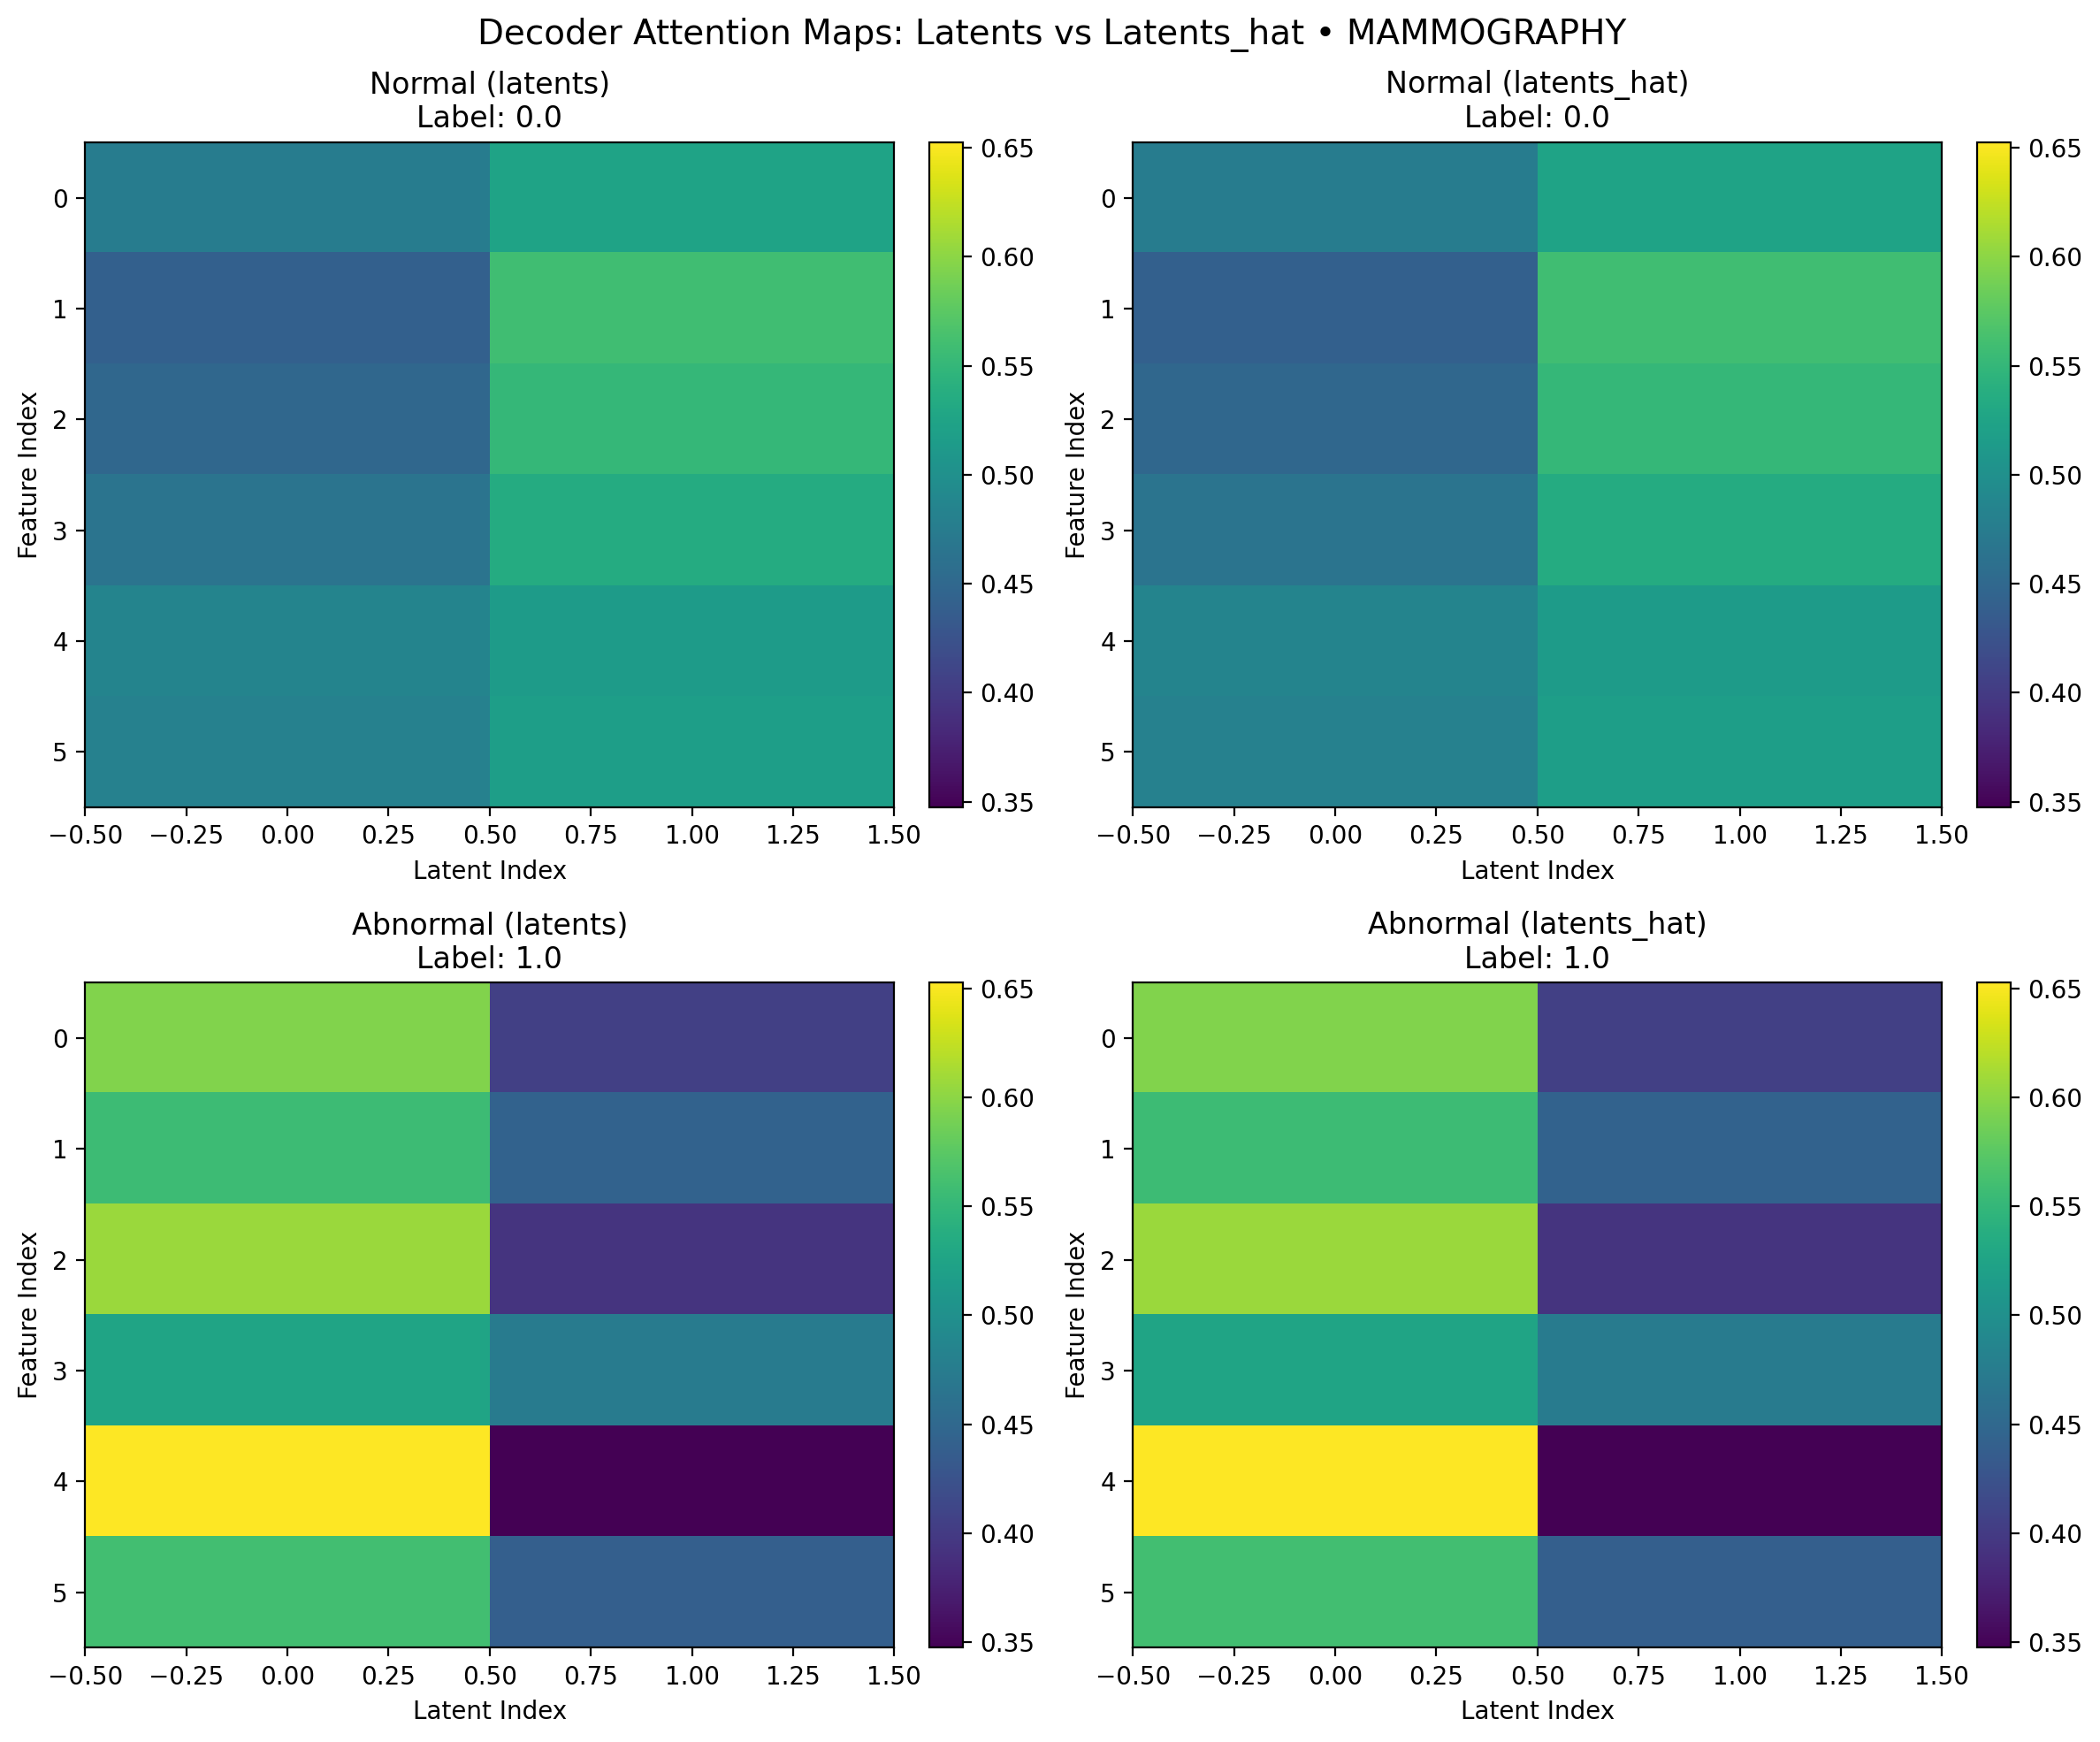 Decoder Attention Maps: Latents vs Latents_hat • MAMMOGRAPHY
Normal (latents)
Label: 0.0
Feature Index
0
1
2
3
4
5
−0.50 −0.25 0.00 0.25 0.50 0.75 1.00 1.25 1.50
Latent Index
0.65
0.60
0.55
0.50
0.45
0.40
0.35
Normal (latents_hat)
Label: 0.0
Feature Index
0
1
2
3
4
5
−0.50 −0.25 0.00 0.25 0.50 0.75 1.00 1.25 1.50
Latent Index
0.65
0.60
0.55
0.50
0.45
0.40
0.35
Abnormal (latents)
Label: 1.0
Feature Index
0
1
2
3
4
5
−0.50 −0.25 0.00 0.25 0.50 0.75 1.00 1.25 1.50
Latent Index
0.65
0.60
0.55
0.50
0.45
0.40
0.35
Abnormal (latents_hat)
Label: 1.0
Feature Index
0
1
2
3
4
5
−0.50 −0.25 0.00 0.25 0.50 0.75 1.00 1.25 1.50
Latent Index
0.65
0.60
0.55
0.50
0.45
0.40
0.35